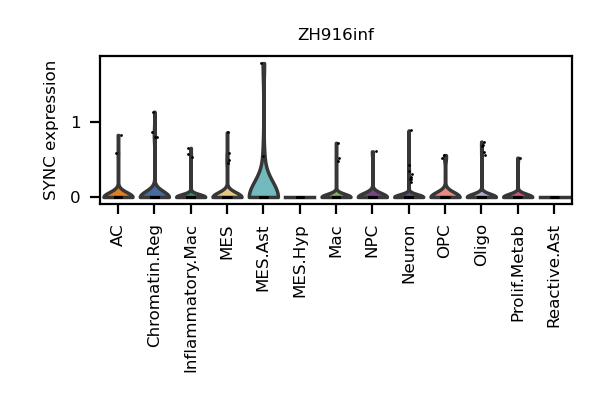 ZH916inf
SYNC expression
1
0
AC
Chromatin.Reg
Inflammatory.Mac
MES
MES.Ast
MES.Hyp
Mac
NPC
Neuron
OPC
Oligo
Prolif.Metab
Reactive.Ast